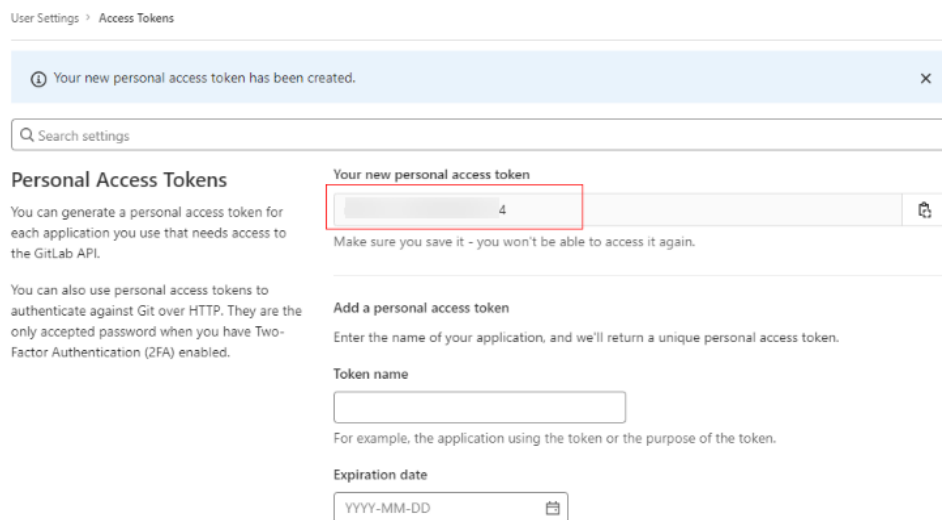 User Settings > Access Tokens
Your new personal access token has been created.
Search settings
Personal Access Tokens
You can generate a personal access token for
each application you use that needs access to
the GitLab API.
You can also use personal access tokens to
authenticate against Git over HTTP. They are the
only accepted password when you have Two-
Factor Authentication (2FA) enabled.
Your new personal access token
4
Make sure you save it - you won't be able to access it again.
Add a personal access token
Enter the name of your application, and we'll return a unique personal access token.
Token name
For example, the application using the token or the purpose of the token.
Expiration date
YYYY-MM-DD